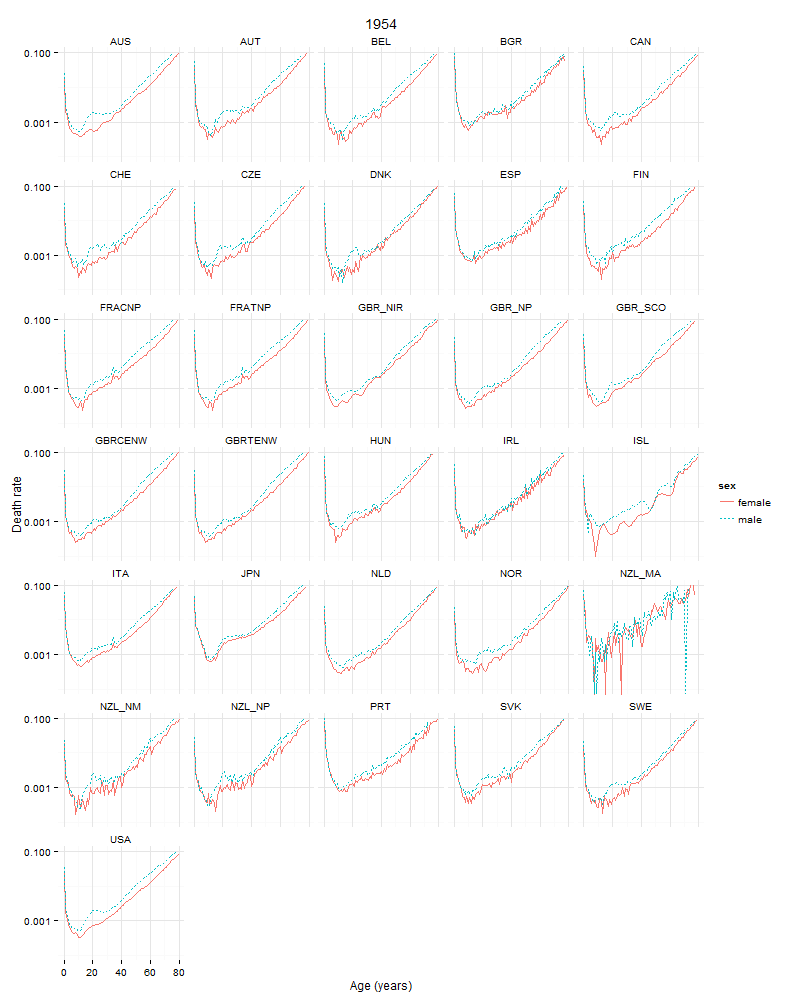 1954
AUS AUT BEL BGR CAN
0.100
0.001
CHE CZE DNK ESP FIN
0.100
0.001
FRACNP FRATNP GBR_NIR GBR_NP GBR_SCO
0.100
0.001
GBRCENW GBRTENW HUN IRL ISL
0.100
0.001
Death rate
sex
female
male
ITA JPN NLD NOR NZL_MA
0.100
0.001
NZL_NM NZL_NP PRT SVK SWE
0.100
0.001
USA
0.100
0.001
0 20 40 60 80
Age (years)